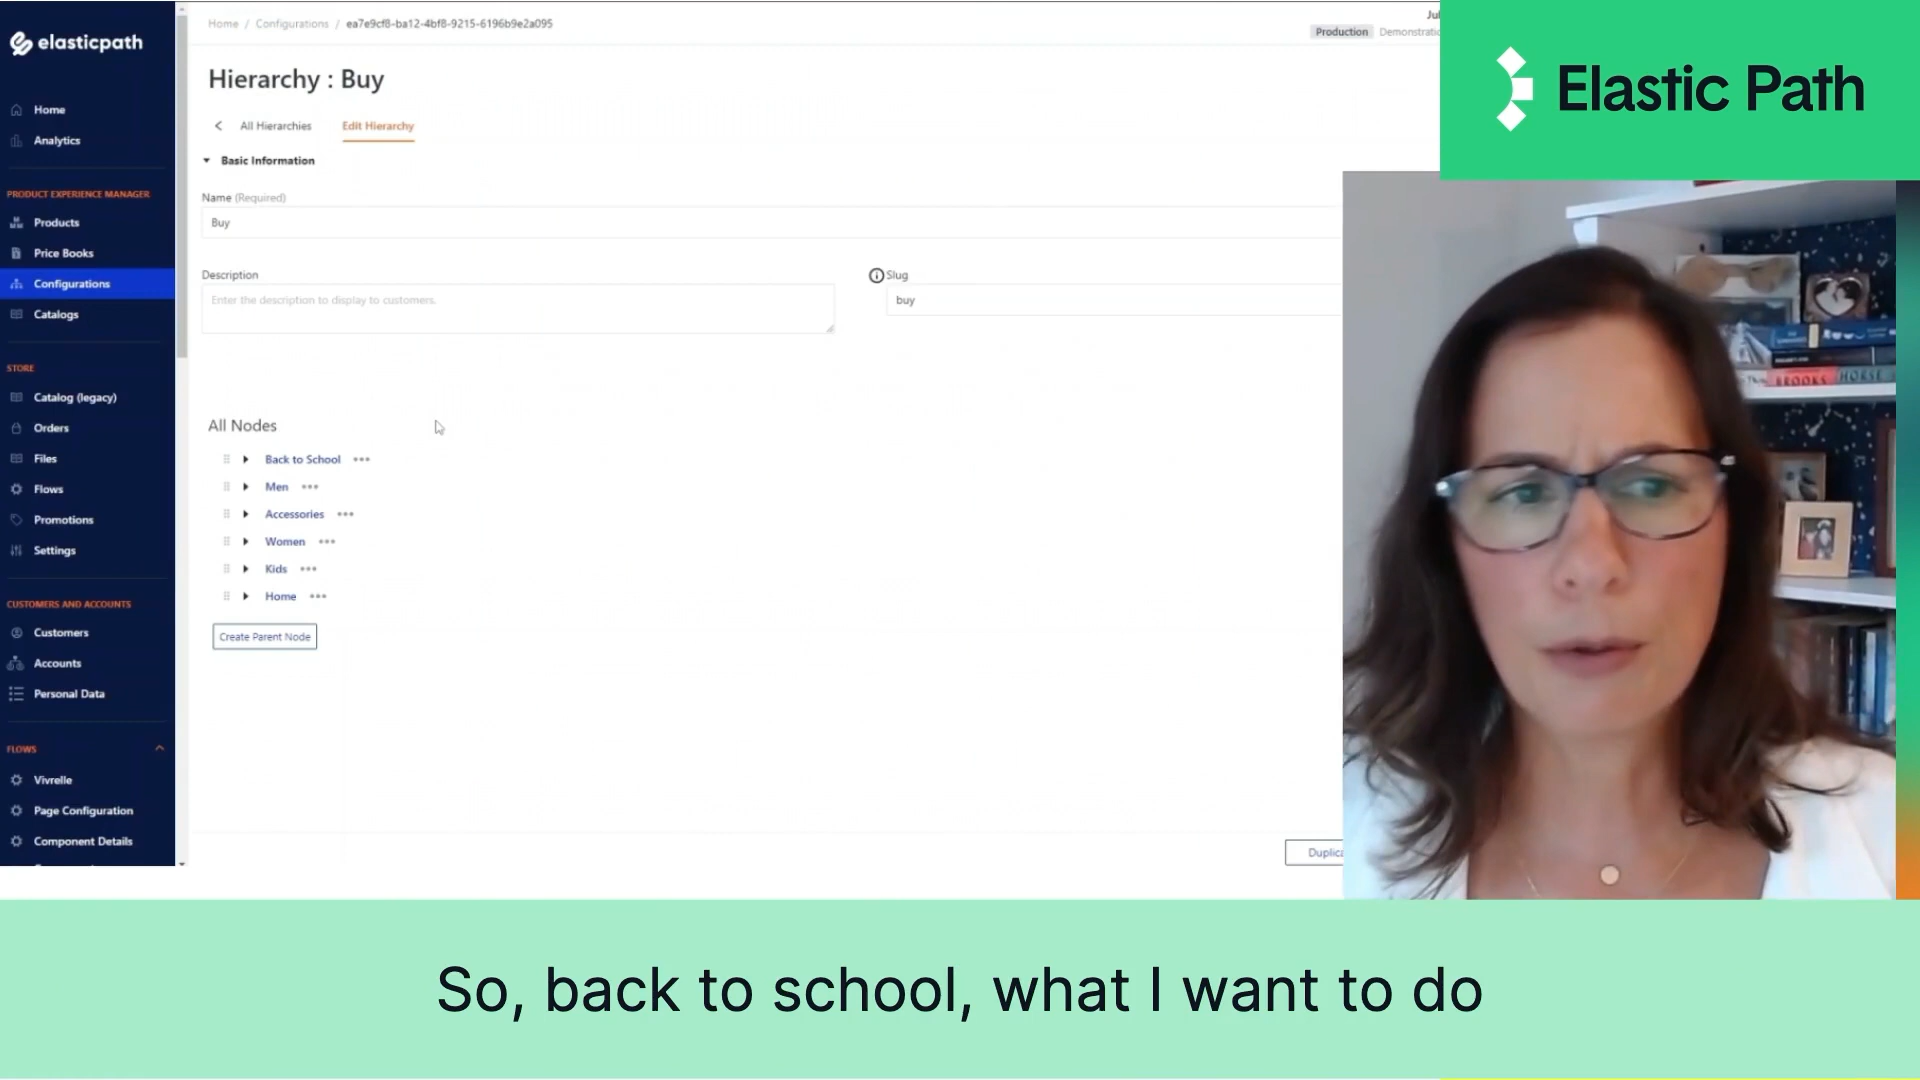 elasticpath
Home
Analytics
PRODUCT EXPERIENCE MANAGER
Products
Price Books
Configurations
Catalogs
STORE
Catalog (legacy)
Orders
Files
Flows
Promotions
Settings
CUSTOMERS AND ACCOUNTS
Customers
Accounts
Personal Data
FLOWS
Vivrelle
Page Configuration
Component Details
Home / Configurations / ea7e9cf8-ba12-4bf8-9215-6196b9e2a095
Production
Hierarchy : Buy
All Hierarchies
Edit Hierarchy
Basic Information
Name (Required)
Buy
Description
Enter the description to display to customers.
Slug
buy
All Nodes
Back to School
Men
Accessories
Women
Kids
Home
Create Parent Node
Elastic Path
BROOKS
HORSE
So, back to school, what I want to do